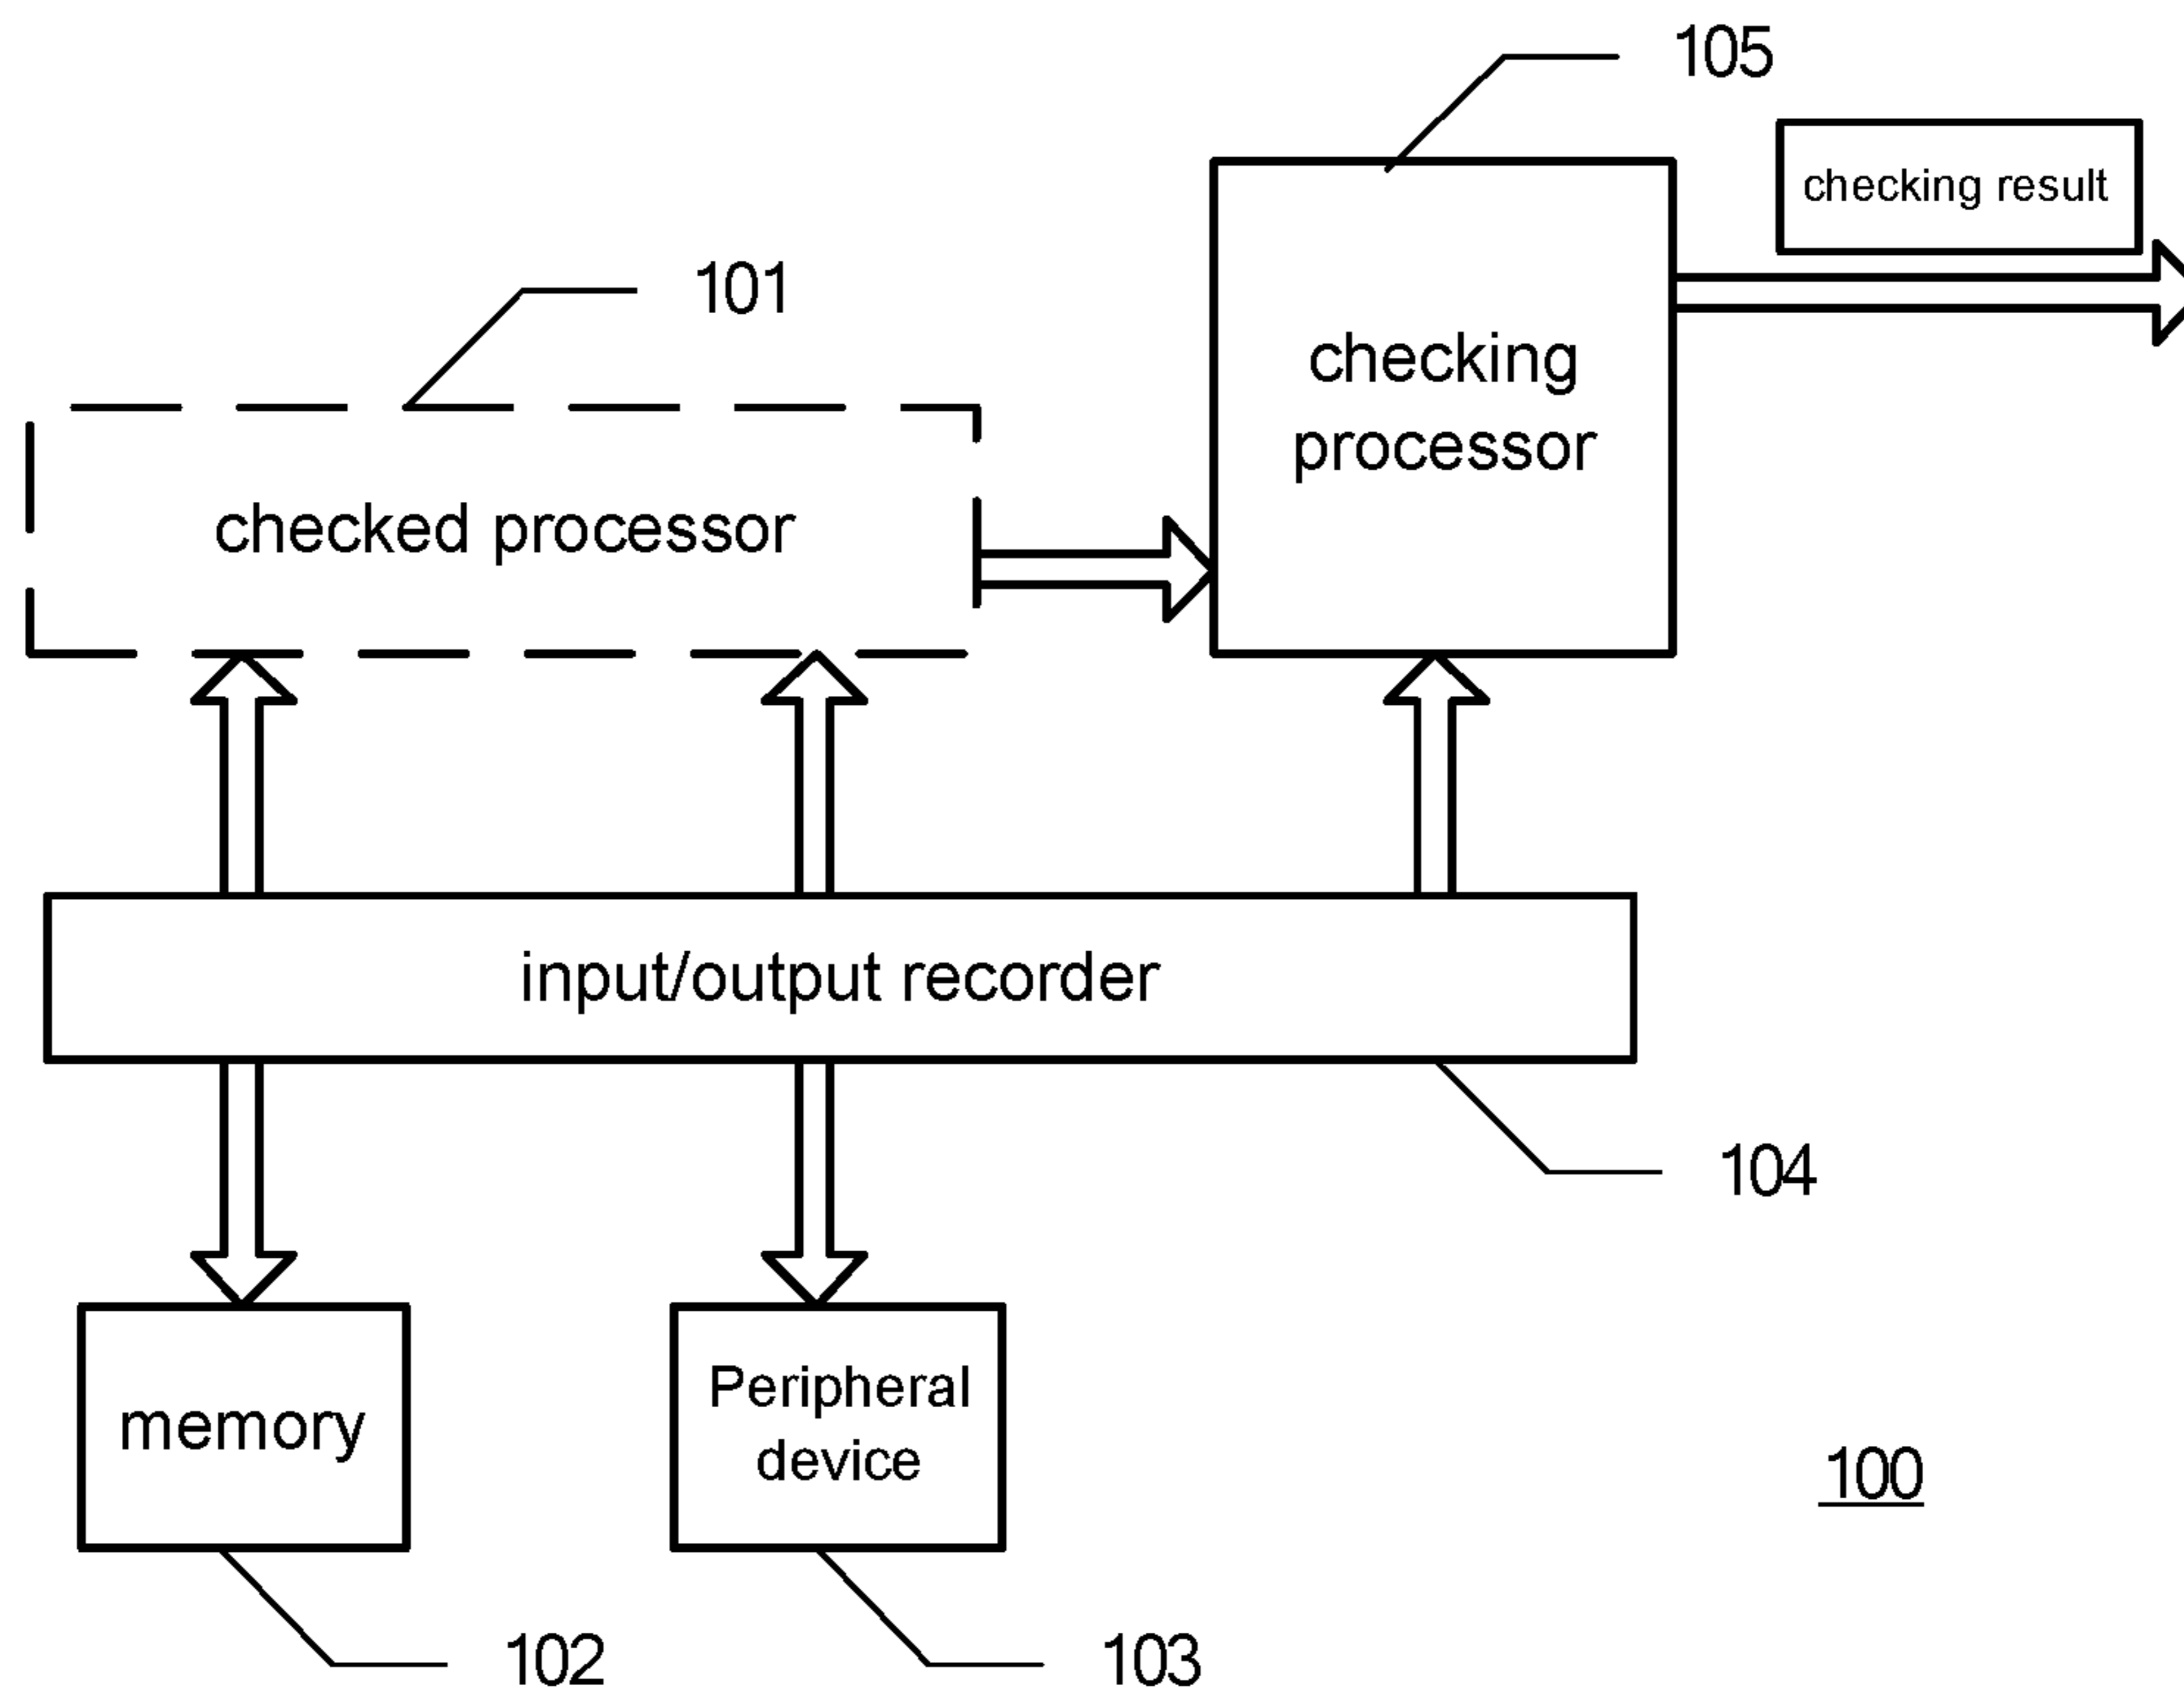 105
checking result
101
checking
processor
checked processor
input/output recorder
104
Peripheral
device
memory
100
102
103